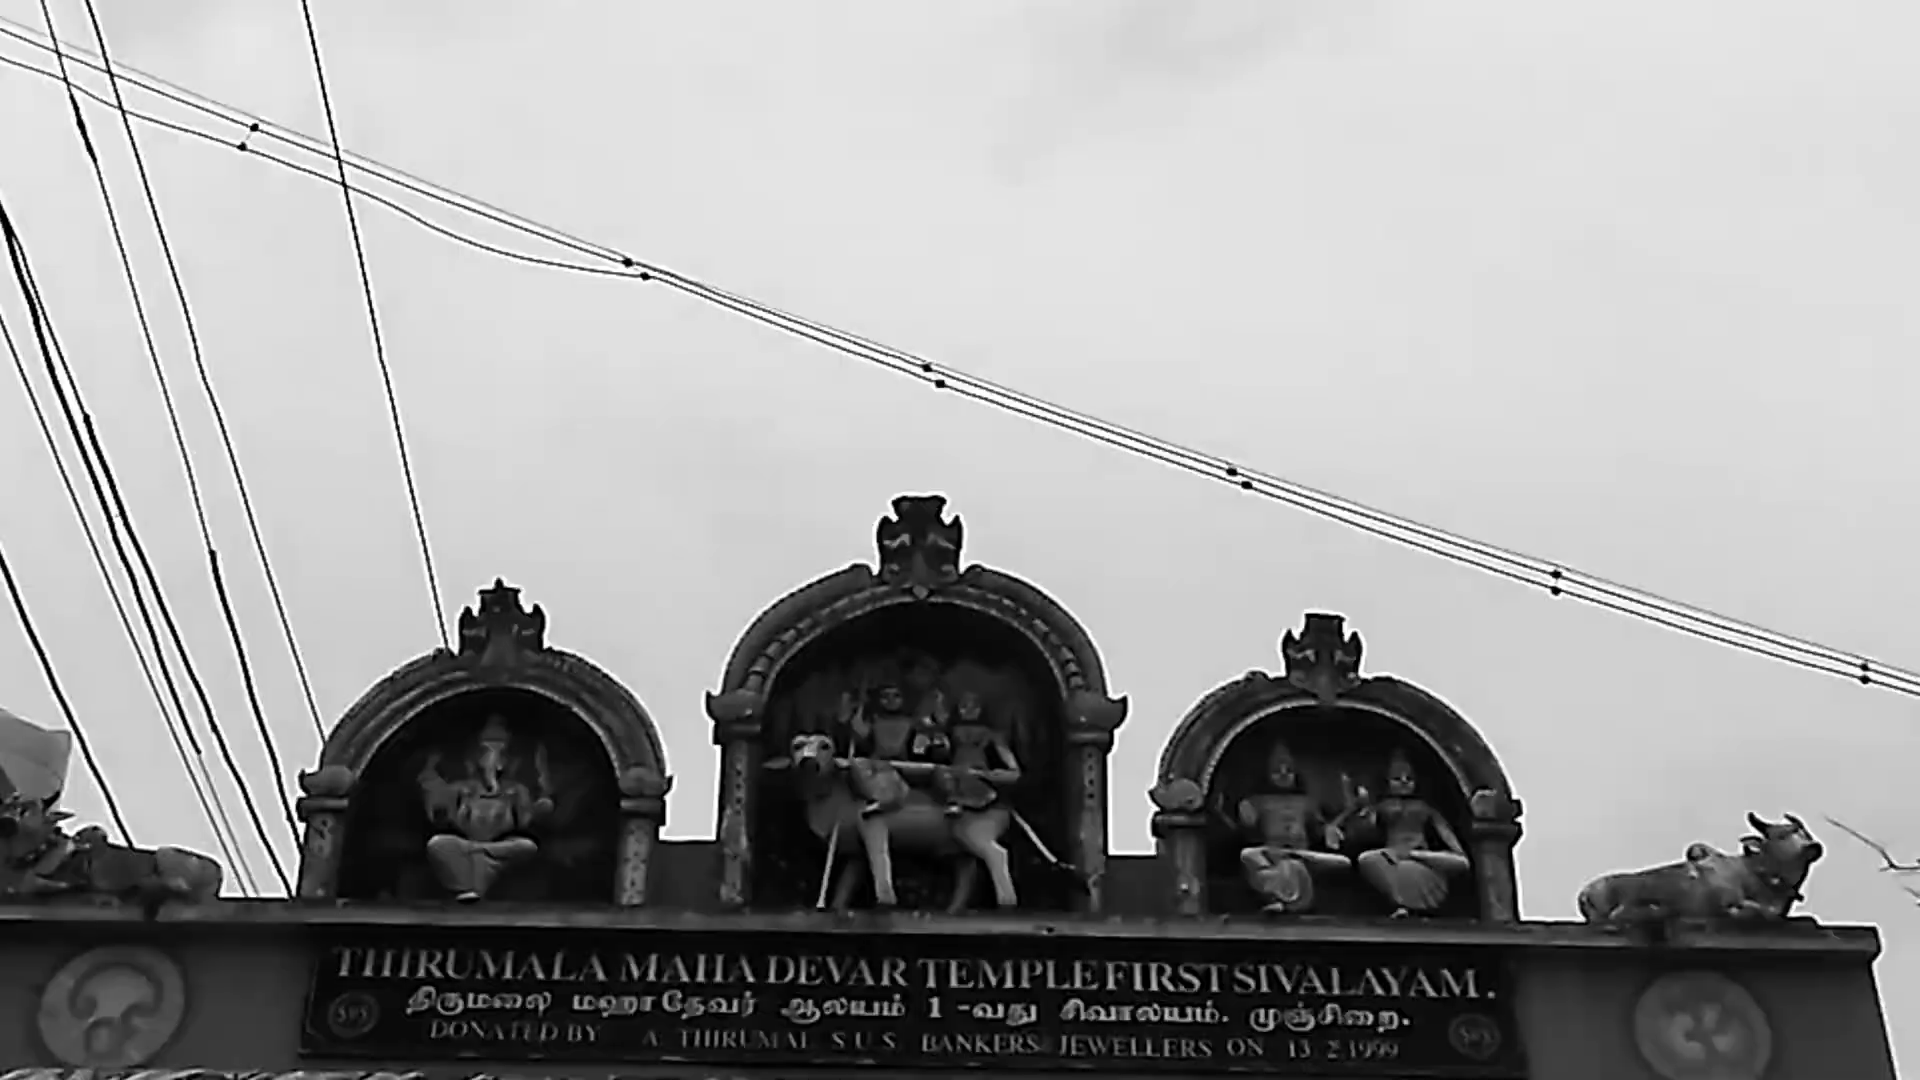 THIRUMALA MAHA DEVAR TEMPLE FIRST SIVALAYAM.
திருமலை மஹாதேவர் ஆலயம் 1-வது சிவாலயம். முஞ்சிறை.
DONATED BY A. THIRUMAL S.U.S. BANKERS JEWELLERS ON 13 2 1999